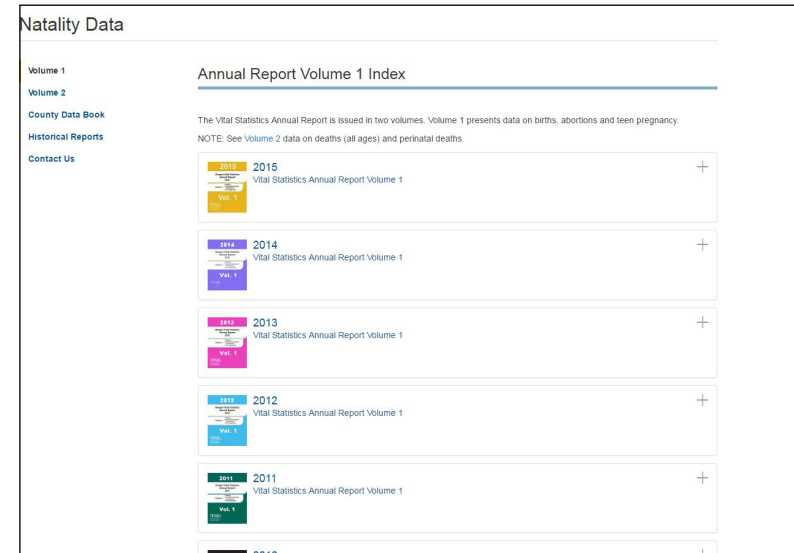 Natality Data
Volume 1
Volume 2
County Data Book
Historical Reports
Contact Us
Annual Report Volume 1 Index
The Vital Statistics Annual Report is issued in two volumes. Volume 1 presents data on births, abortions and teen pregnancy.
NOTE: See Volume 2 data on deaths (all ages) and perinatal deaths.
2015
Vol. 1
2015
Vital Statistics Annual Report Volume 1
2014
Vol. 1
2014
Vital Statistics Annual Report Volume 1
2013
Vol. 1
2013
Vital Statistics Annual Report Volume 1
2012
Vol. 1
2012
Vital Statistics Annual Report Volume 1
2011
Vol. 1
2011
Vital Statistics Annual Report Volume 1